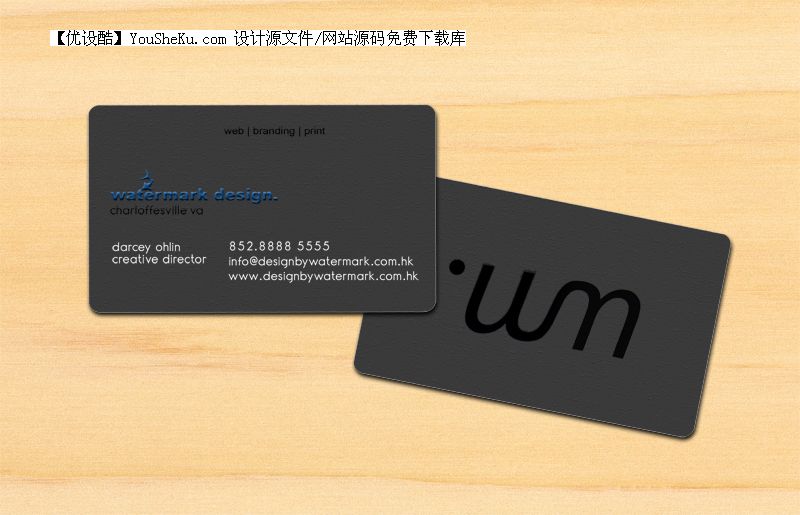 【优设酷】YouSheKu.com 设计源文件/网站源码免费下载库
web | branding | print
watermark design.
charloffesville va
darcey ohlin
creative director
852.8888 5555
info@designbywatermark.com.hk
www.designbywatermark.com.hk
.wm